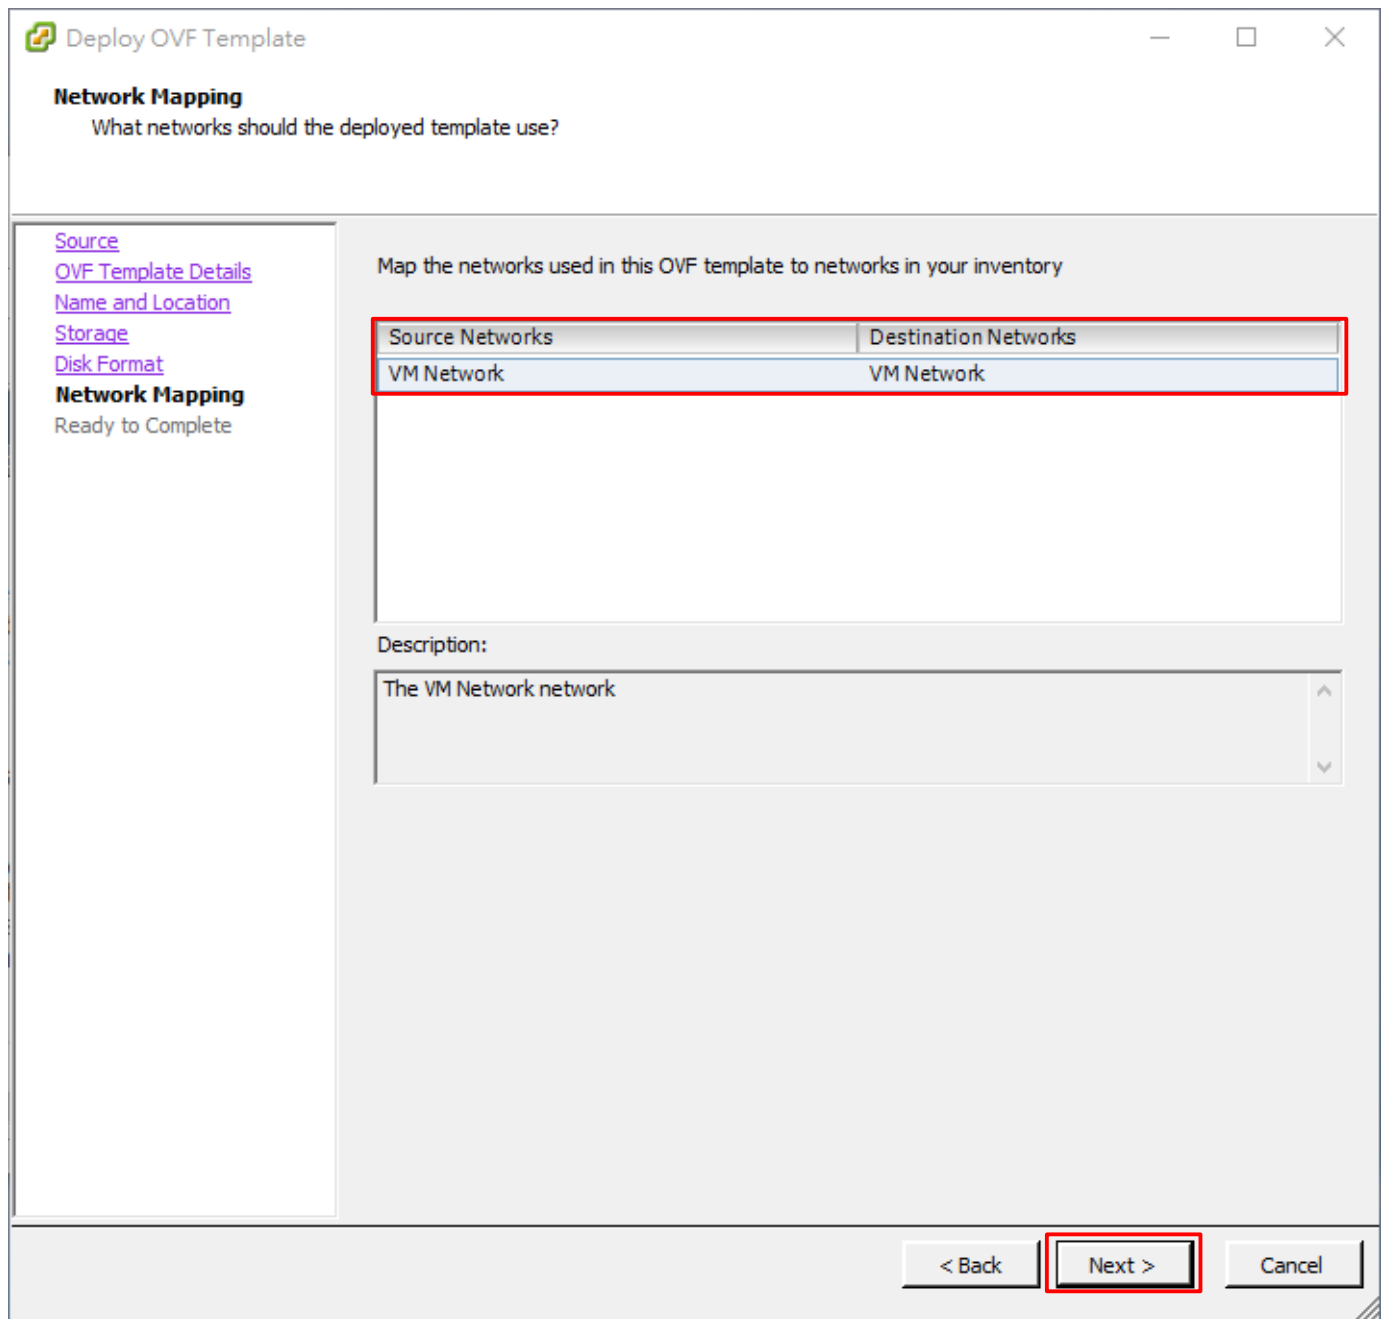 Deploy OVF Template
Network Mapping
What networks should the deployed template use?
Source
OVF Template Details
Name and Location
Storage
Disk Format
Network Mapping
Ready to Complete
Map the networks used in this OVF template to networks in your inventory
Source Networks Destination Networks
VM Network VM Network
Description:
The VM Network network
< Back Next > Cancel